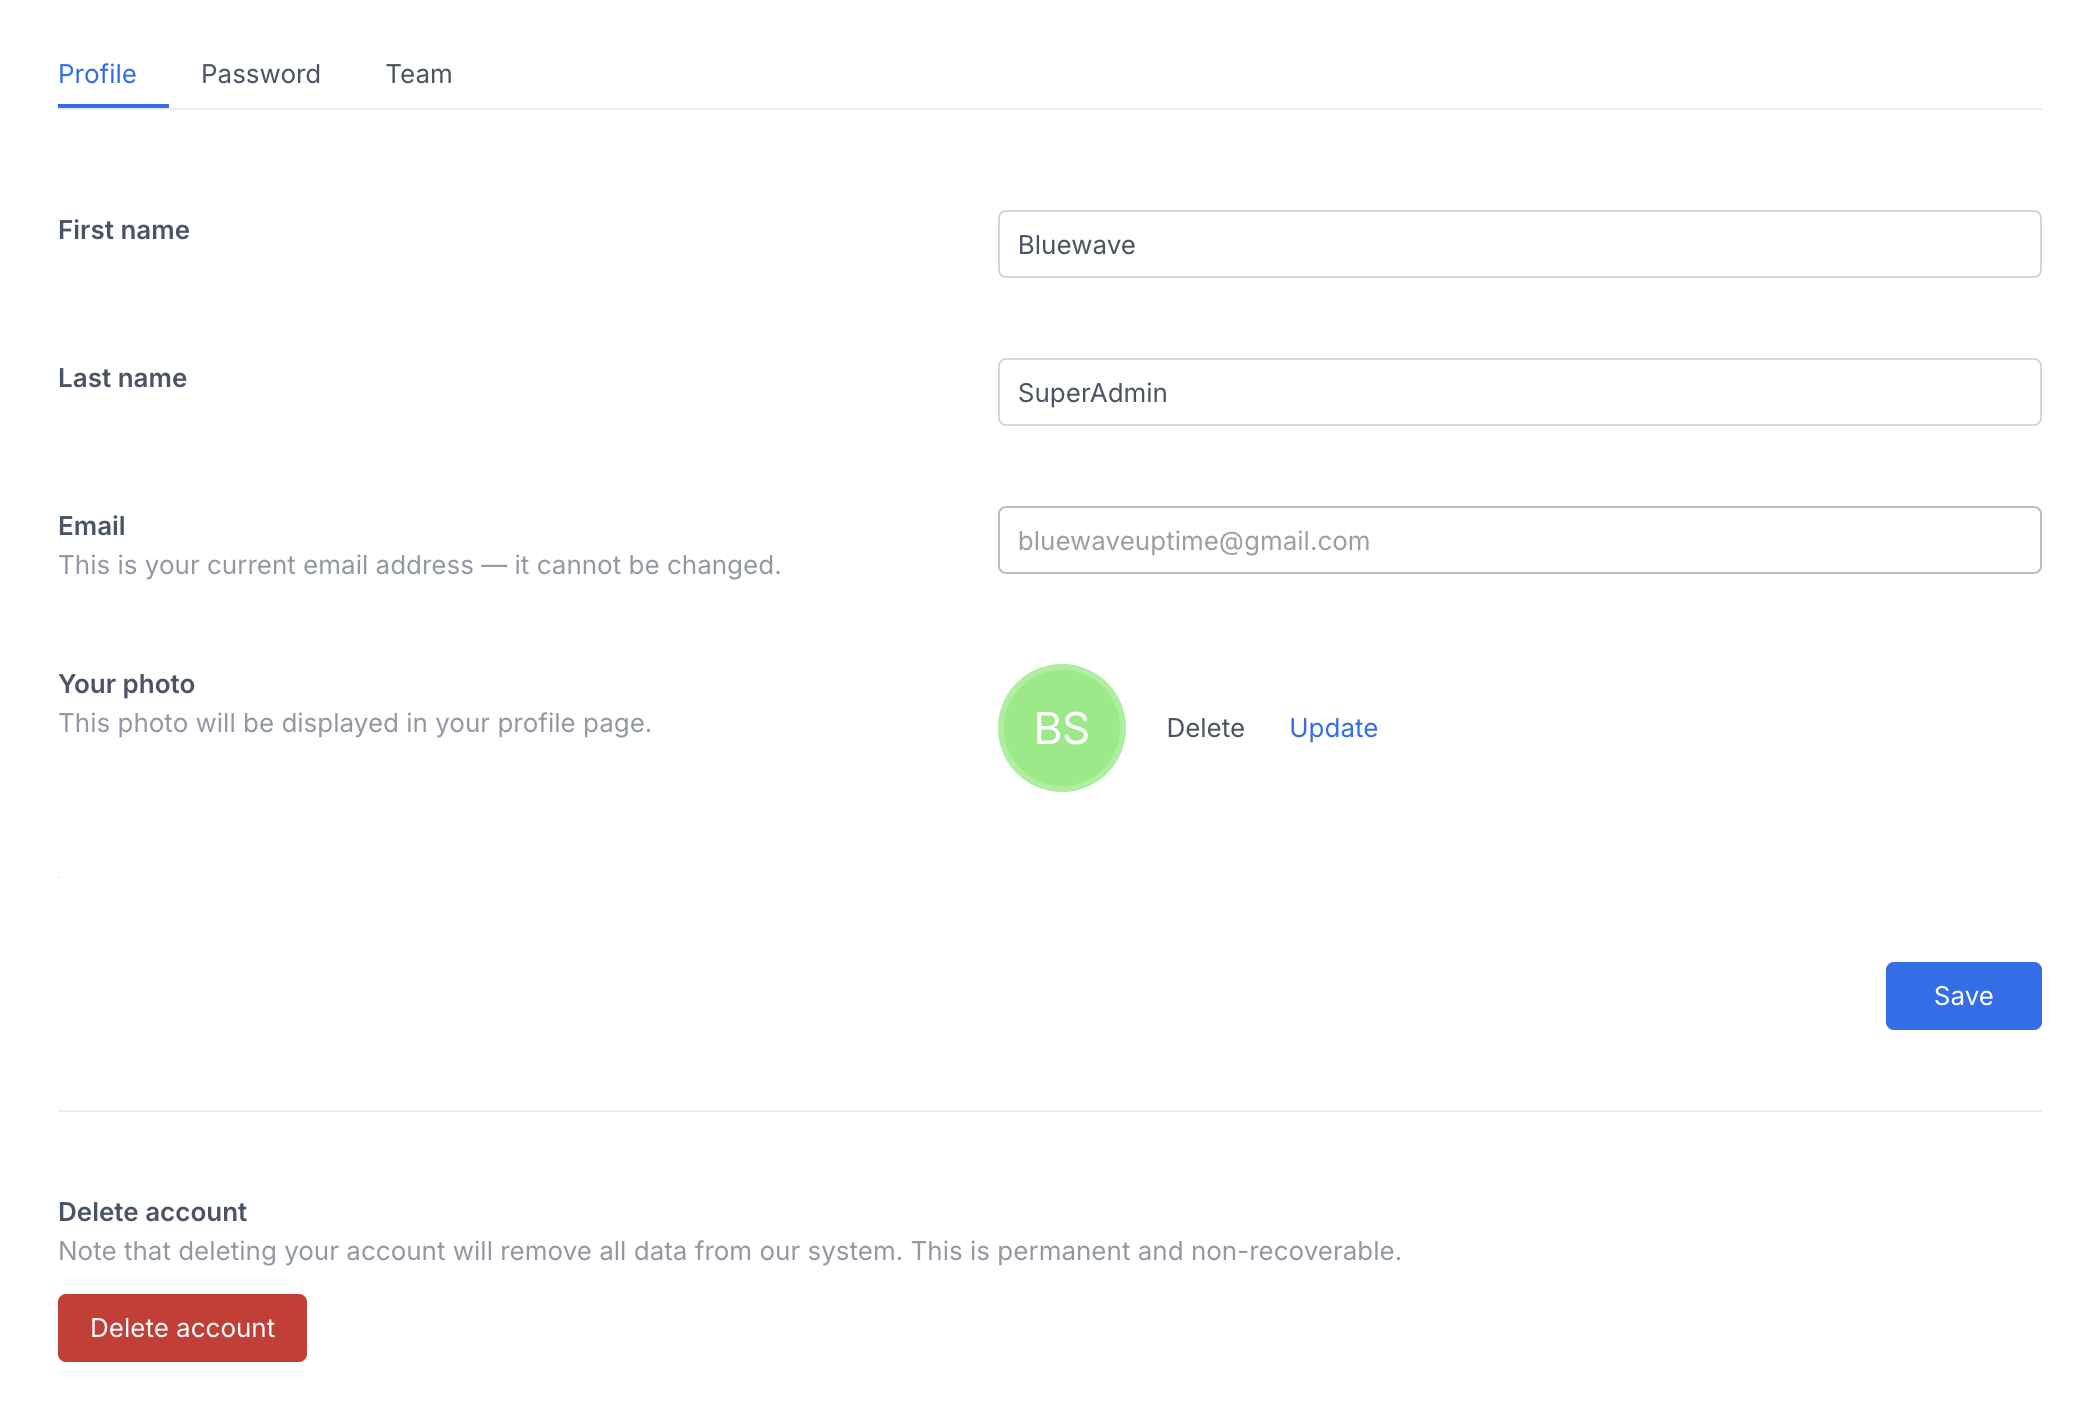 Profile Password Team
First name
Bluewave
Last name
SuperAdmin
Email
This is your current email address — it cannot be changed.
bluewaveuptime@gmail.com
Your photo
This photo will be displayed in your profile page.
BS Delete Update
Save
Delete account
Note that deleting your account will remove all data from our system. This is permanent and non-recoverable.
Delete account